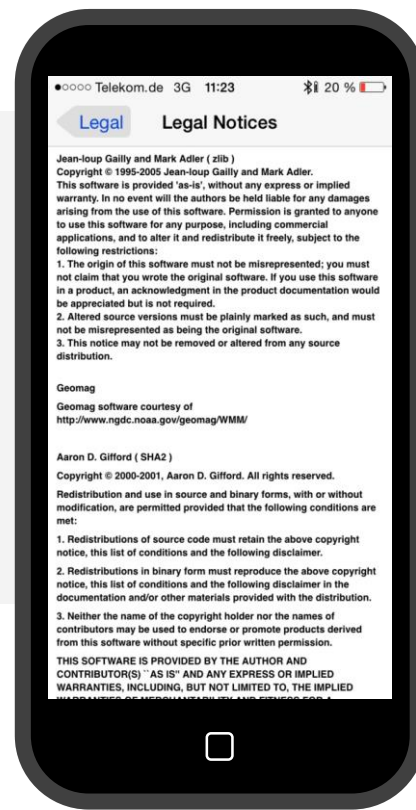 ●○○○○ Telekom.de 3G 11:23 20 %
Legal Legal Notices
Jean-loup Gailly and Mark Adler ( zlib )
Copyright © 1995-2005 Jean-loup Gailly and Mark Adler.
This software is provided 'as-is', without any express or implied
warranty. In no event will the authors be held liable for any damages
arising from the use of this software. Permission is granted to anyone
to use this software for any purpose, including commercial
applications, and to alter it and redistribute it freely, subject to the
following restrictions:
1. The origin of this software must not be misrepresented; you must
not claim that you wrote the original software. If you use this software
in a product, an acknowledgment in the product documentation would
be appreciated but is not required.
2. Altered source versions must be plainly marked as such, and must
not be misrepresented as being the original software.
3. This notice may not be removed or altered from any source
distribution.
Geomag
Geomag software courtesy of
http://www.ngdc.noaa.gov/geomag/WMM/
Aaron D. Gifford ( SHA2 )
Copyright © 2000-2001, Aaron D. Gifford. All rights reserved.
Redistribution and use in source and binary forms, with or without
modification, are permitted provided that the following conditions are
met:
1. Redistributions of source code must retain the above copyright
notice, this list of conditions and the following disclaimer.
2. Redistributions in binary form must reproduce the above copyright
notice, this list of conditions and the following disclaimer in the
documentation and/or other materials provided with the distribution.
3. Neither the name of the copyright holder nor the names of
contributors may be used to endorse or promote products derived
from this software without specific prior written permission.
THIS SOFTWARE IS PROVIDED BY THE AUTHOR AND
CONTRIBUTOR(S) ``AS IS'' AND ANY EXPRESS OR IMPLIED
WARRANTIES, INCLUDING, BUT NOT LIMITED TO, THE IMPLIED
WARRANTIES OF MERCHANTABILITY AND FITNESS FOR A